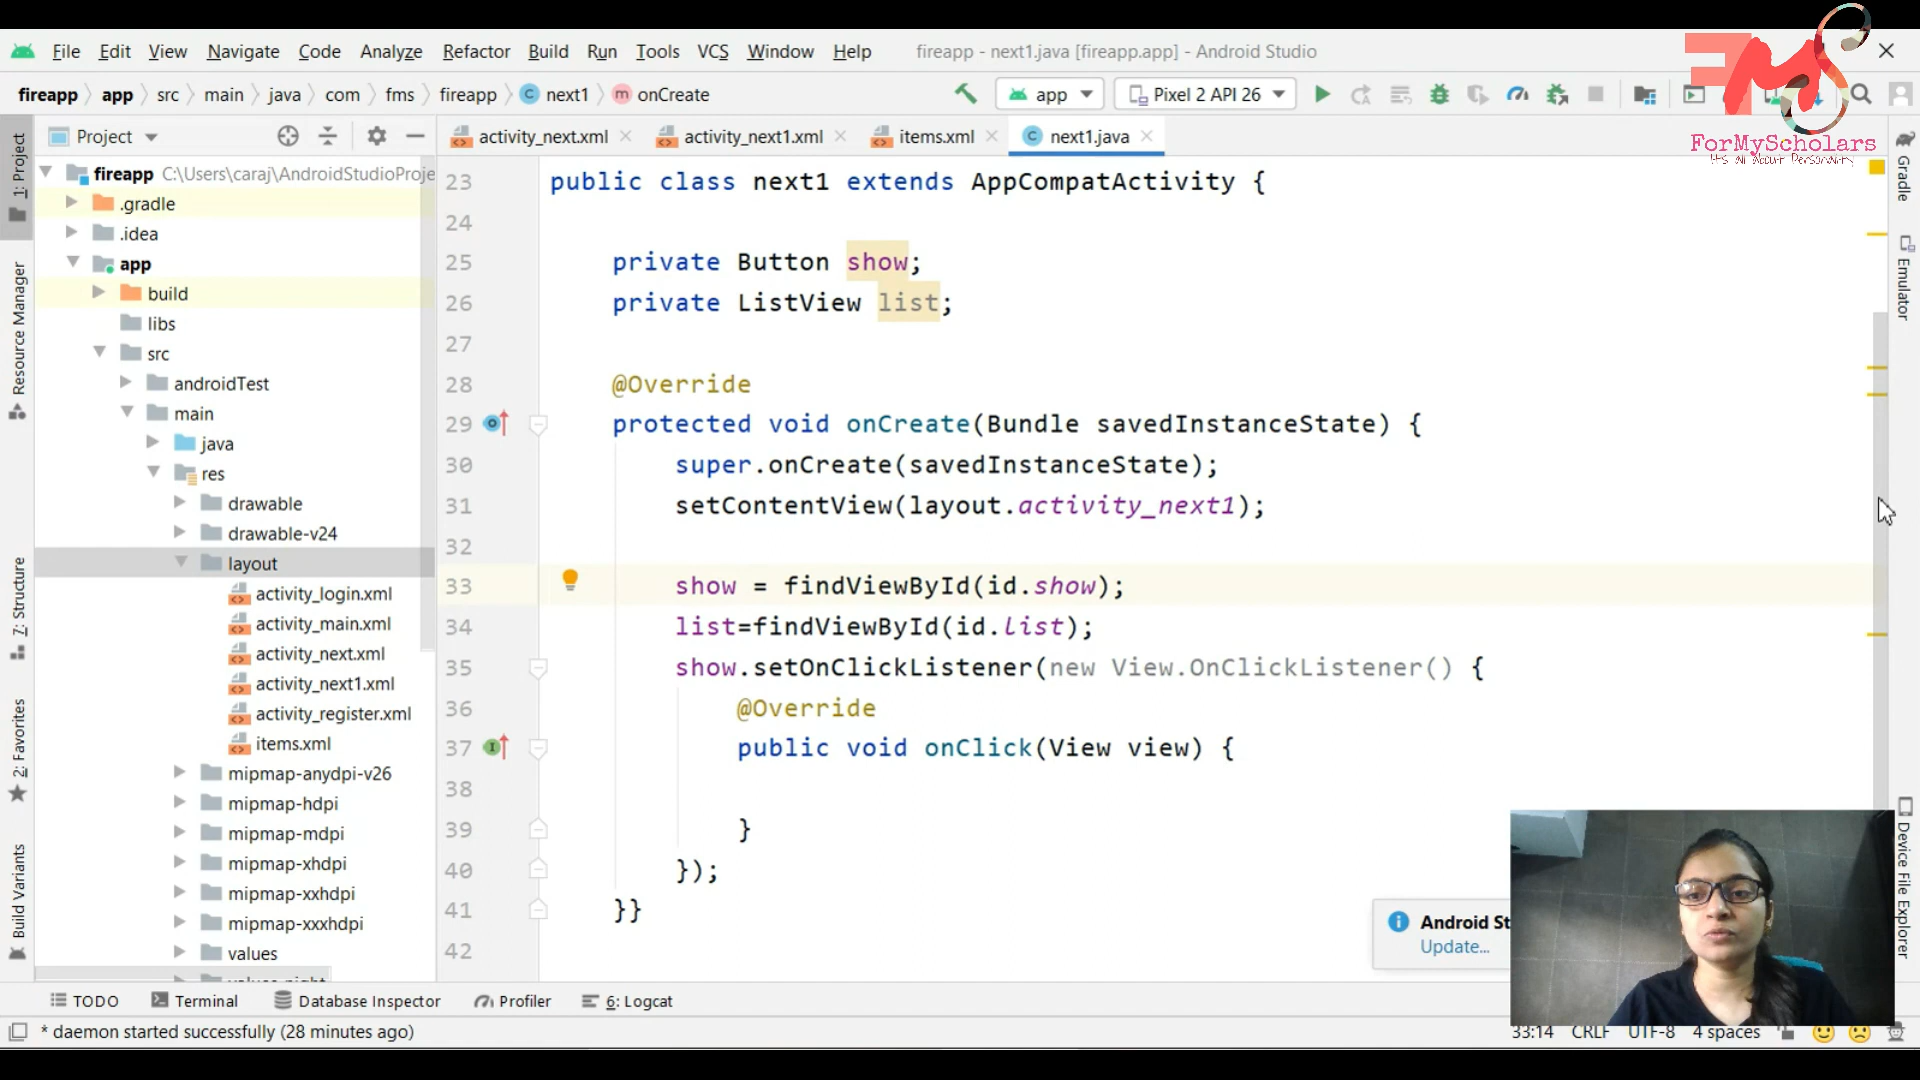 File Edit View Navigate Code Analyze Refactor Build Run Tools VCS Window Help fireapp - next1.java [fireapp.app] - Android Studio
fireapp app src main java com fms fireapp next1 onCreate app Pixel 2 API 26
FMS
ForMyScholars
It's all about Personality
Project
activity_next.xml activity_next1.xml items.xml next1.java
1: Project
Resource Manager
7: Structure
2: Favorites
Build Variants
fireapp C:\Users\caraj\AndroidStudioProje
.gradle
.idea
app
build
libs
src
androidTest
main
java
res
drawable
drawable-v24
layout
activity_login.xml
activity_main.xml
activity_next.xml
activity_next1.xml
activity_register.xml
items.xml
mipmap-anydpi-v26
mipmap-hdpi
mipmap-mdpi
mipmap-xhdpi
mipmap-xxhdpi
mipmap-xxxhdpi
values
23 public class next1 extends AppCompatActivity {
24
25 private Button show;
26 private ListView list;
27
28 @Override
29 protected void onCreate(Bundle savedInstanceState) {
30 super.onCreate(savedInstanceState);
31 setContentView(layout.activity_next1);
32
33 show = findViewById(id.show);
34 list=findViewById(id.list);
35 show.setOnClickListener(new View.OnClickListener() {
36 @Override
37 public void onClick(View view) {
38
39 }
40 });
41 }}
42
Gradle
Emulator
Device File Explorer
Android St
Update...
TODO Terminal Database Inspector Profiler 6: Logcat
* daemon started successfully (28 minutes ago) 33:14 CRLF UTF-8 4 spaces